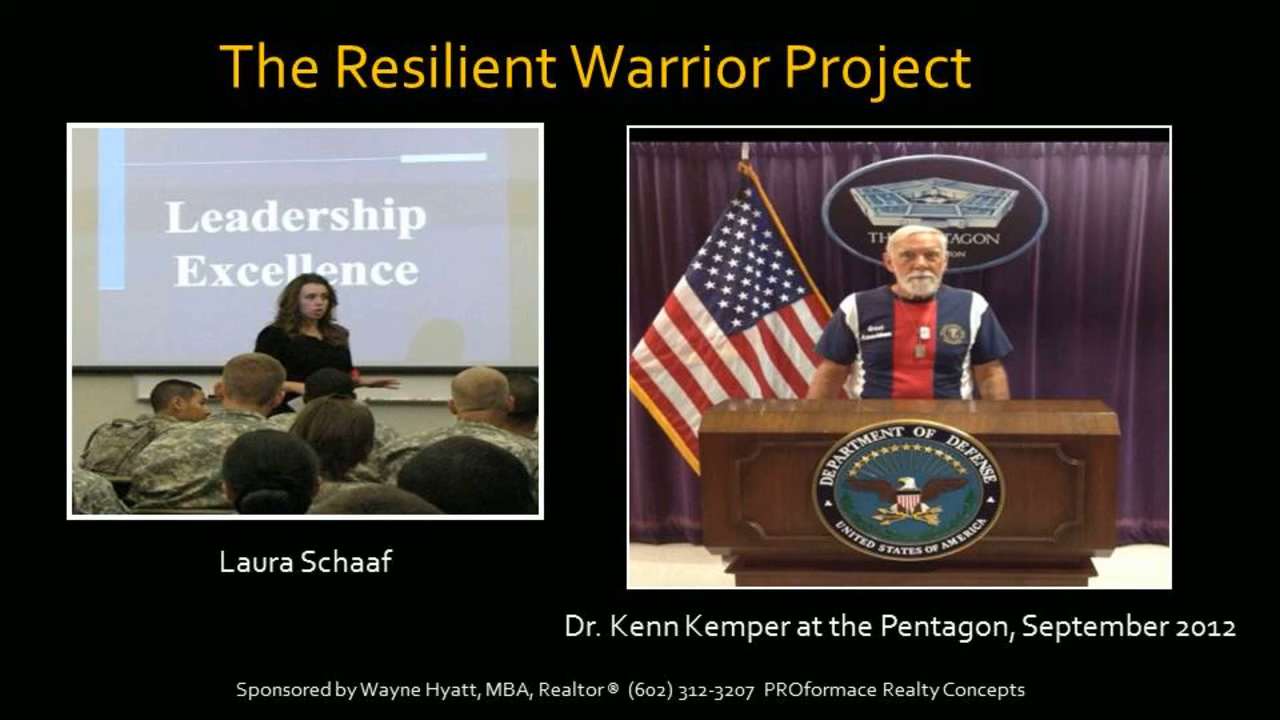 The Resilient Warrior Project
Leadership
Excellence
THE PENTAGON
DEPARTMENT OF DEFENSE
UNITED STATES OF AMERICA
Laura Schaaf
Dr. Kenn Kemper at the Pentagon, September 2012
Sponsored by Wayne Hyatt, MBA, Realtor® (602) 312-3207 PROformace Realty Concepts